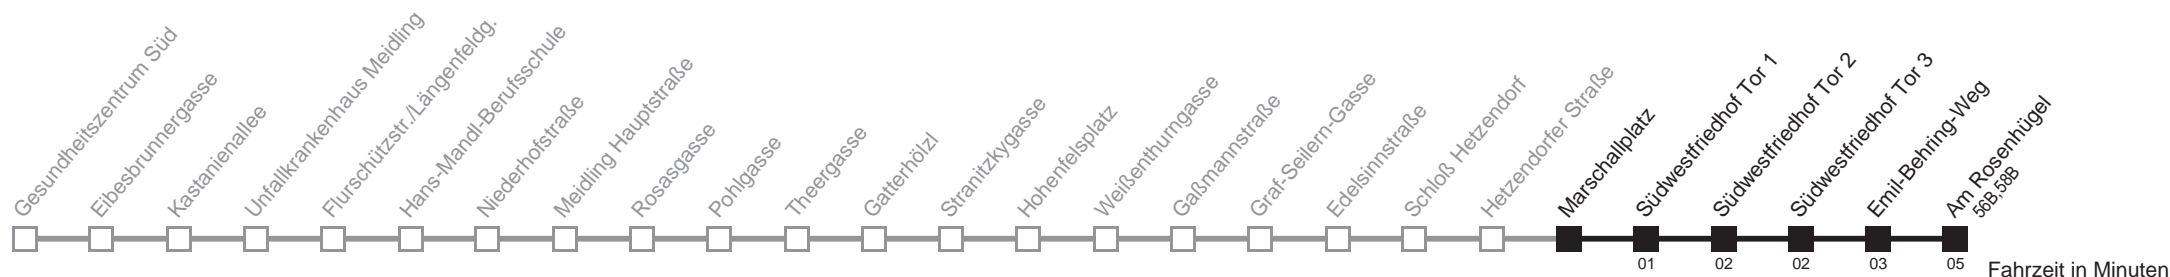 Gesundheitszentrum Süd
Eibesbrunnergasse
Kastanienallee
Unfallkrankenhaus Meidling
Flurschützstr./Längenfeldg.
Hans-Mandl-Berufsschule
Niederhofstraße
Meidling Hauptstraße
Rosasgasse
Pohlgasse
Theergasse
Gatterhölzl
Stranitzkygasse
Hohenfelsplatz
Weißenthurngasse
Gaßmannstraße
Graf-Seilern-Gasse
Edelsinnstraße
Schloß Hetzendorf
Hetzendorfer Straße
Marschallplatz
Südwestfriedhof Tor 1
Südwestfriedhof Tor 2
Südwestfriedhof Tor 3
Emil-Behring-Weg
Am Rosenhügel
56B,58B
01 02 02 03 05 Fahrzeit in Minuten